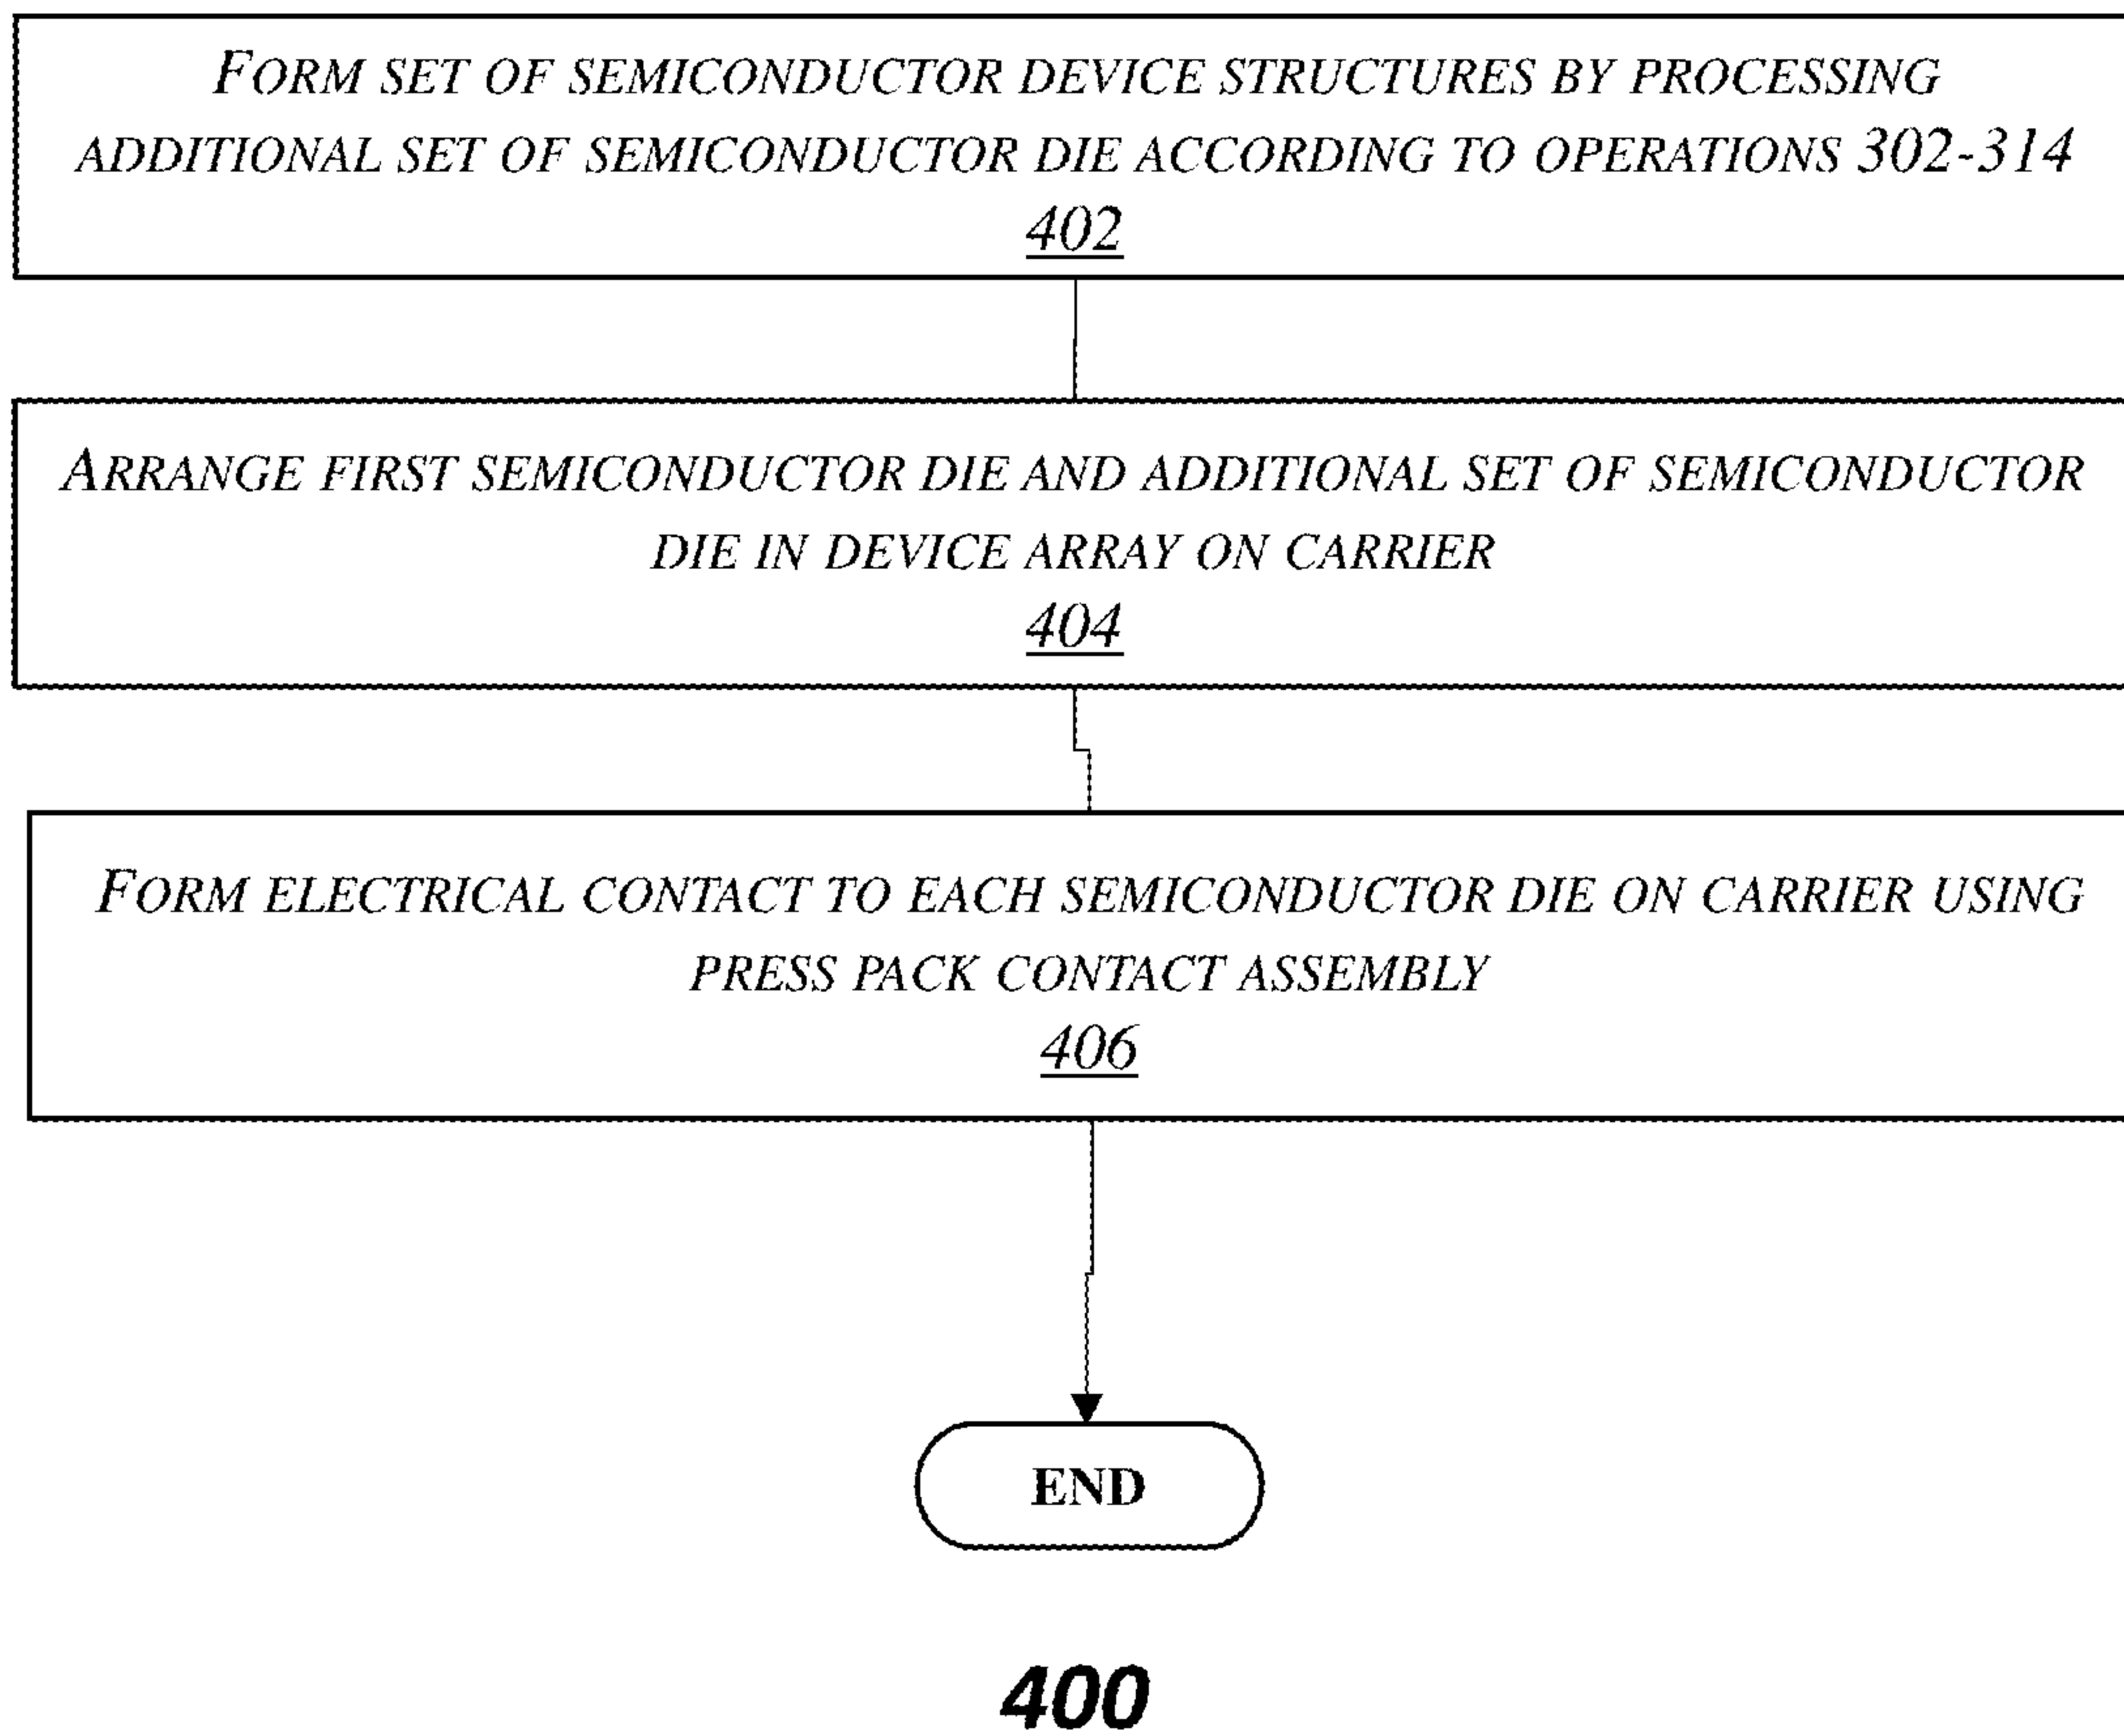 FORM SET OF SEMICONDUCTOR DEVICE STRUCTURES BY PROCESSING
ADDITIONAL SET OF SEMICONDUCTOR DIE ACCORDING TO OPERATIONS 302-314
402
ARRANGE FIRST SEMICONDUCTOR DIE AND ADDITIONAL SET OF SEMICONDUCTOR
DIE IN DEVICE ARRAY ON CARRIER
404
FORM ELECTRICAL CONTACT TO EACH SEMICONDUCTOR DIE ON CARRIER USING
PRESS PACK CONTACT ASSEMBLY
406
END
400